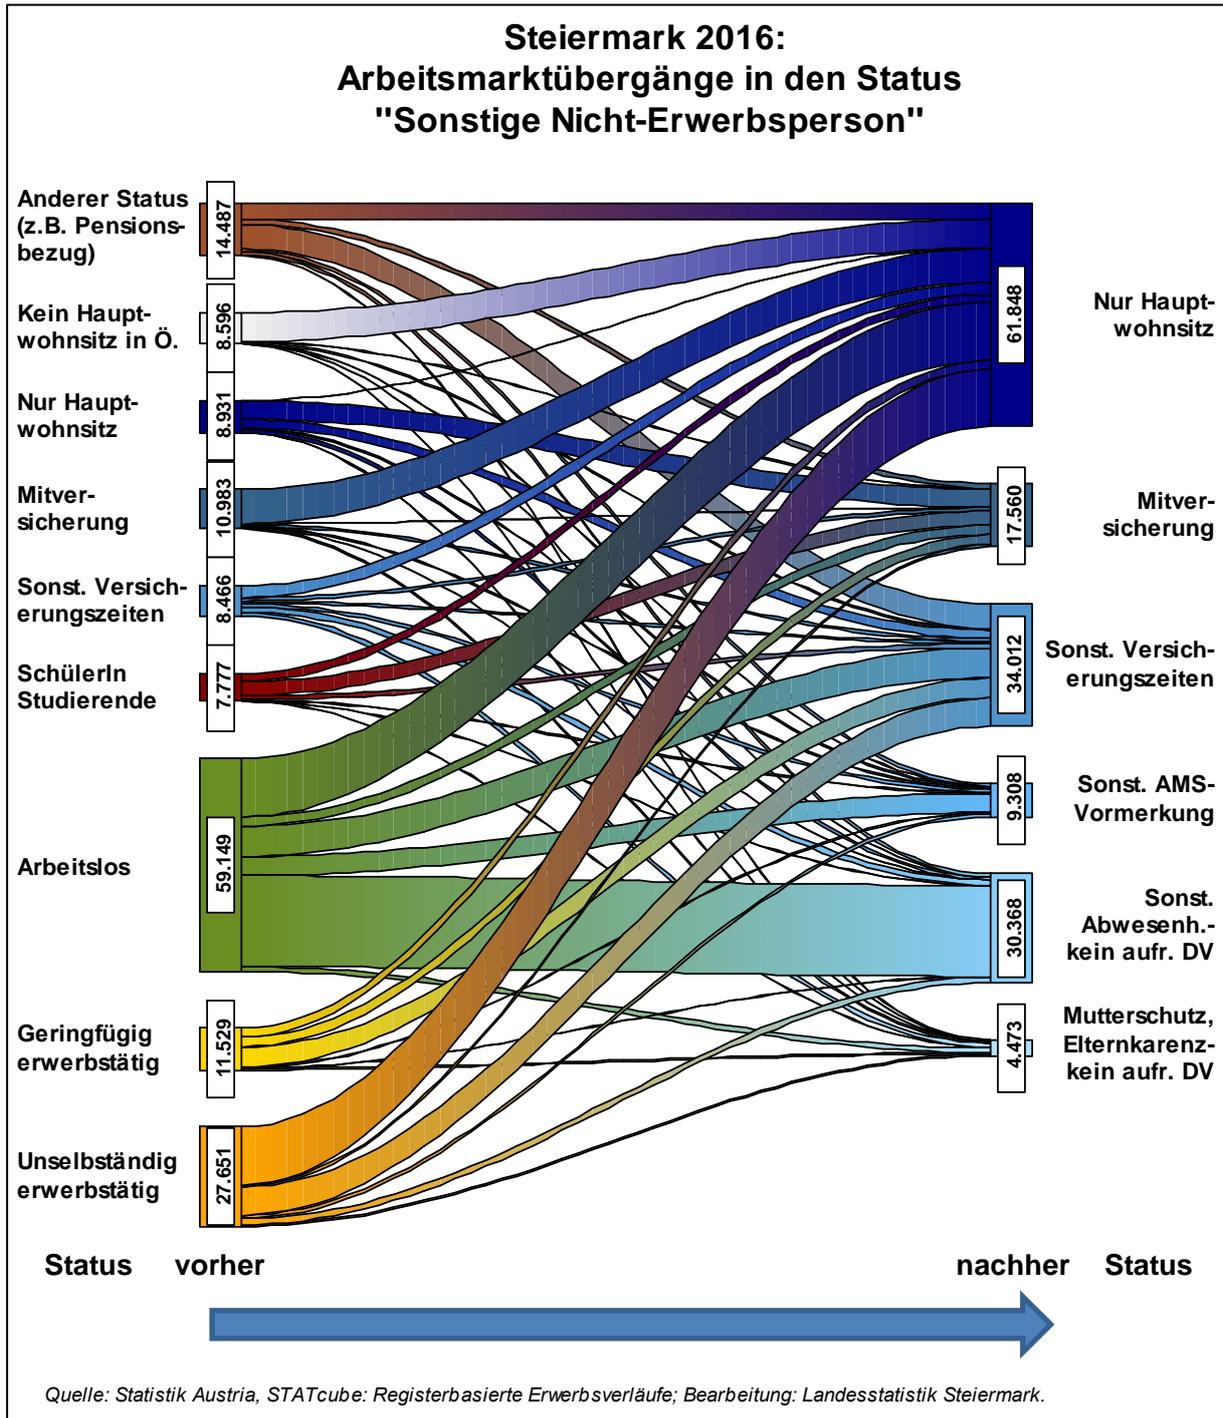 Steiermark 2016:
Arbeitsmarktübergänge in den Status
"Sonstige Nicht-Erwerbsperson"
Anderer Status
(z.B. Pensions-
bezug)
14.487
Kein Haupt-
wohnsitz in Ö.
8.596
Nur Haupt-
wohnsitz
8.931
Mitver-
sicherung
10.983
Sonst. Versich-
erungszeiten
8.466
SchülerIn
Studierende
7.777
Arbeitslos
59.149
Geringfügig
erwerbstätig
11.529
Unselbständig
erwerbstätig
27.651
61.848
Nur Haupt-
wohnsitz
17.560
Mitver-
sicherung
34.012
Sonst. Versich-
erungszeiten
9.308
Sonst. AMS-
Vormerkung
30.368
Sonst.
Abwesenh.-
kein aufr. DV
4.473
Mutterschutz,
Elternkarenz-
kein aufr. DV
Status vorher nachher Status
Quelle: Statistik Austria, STATcube: Registerbasierte Erwerbsverläufe; Bearbeitung: Landesstatistik Steiermark.